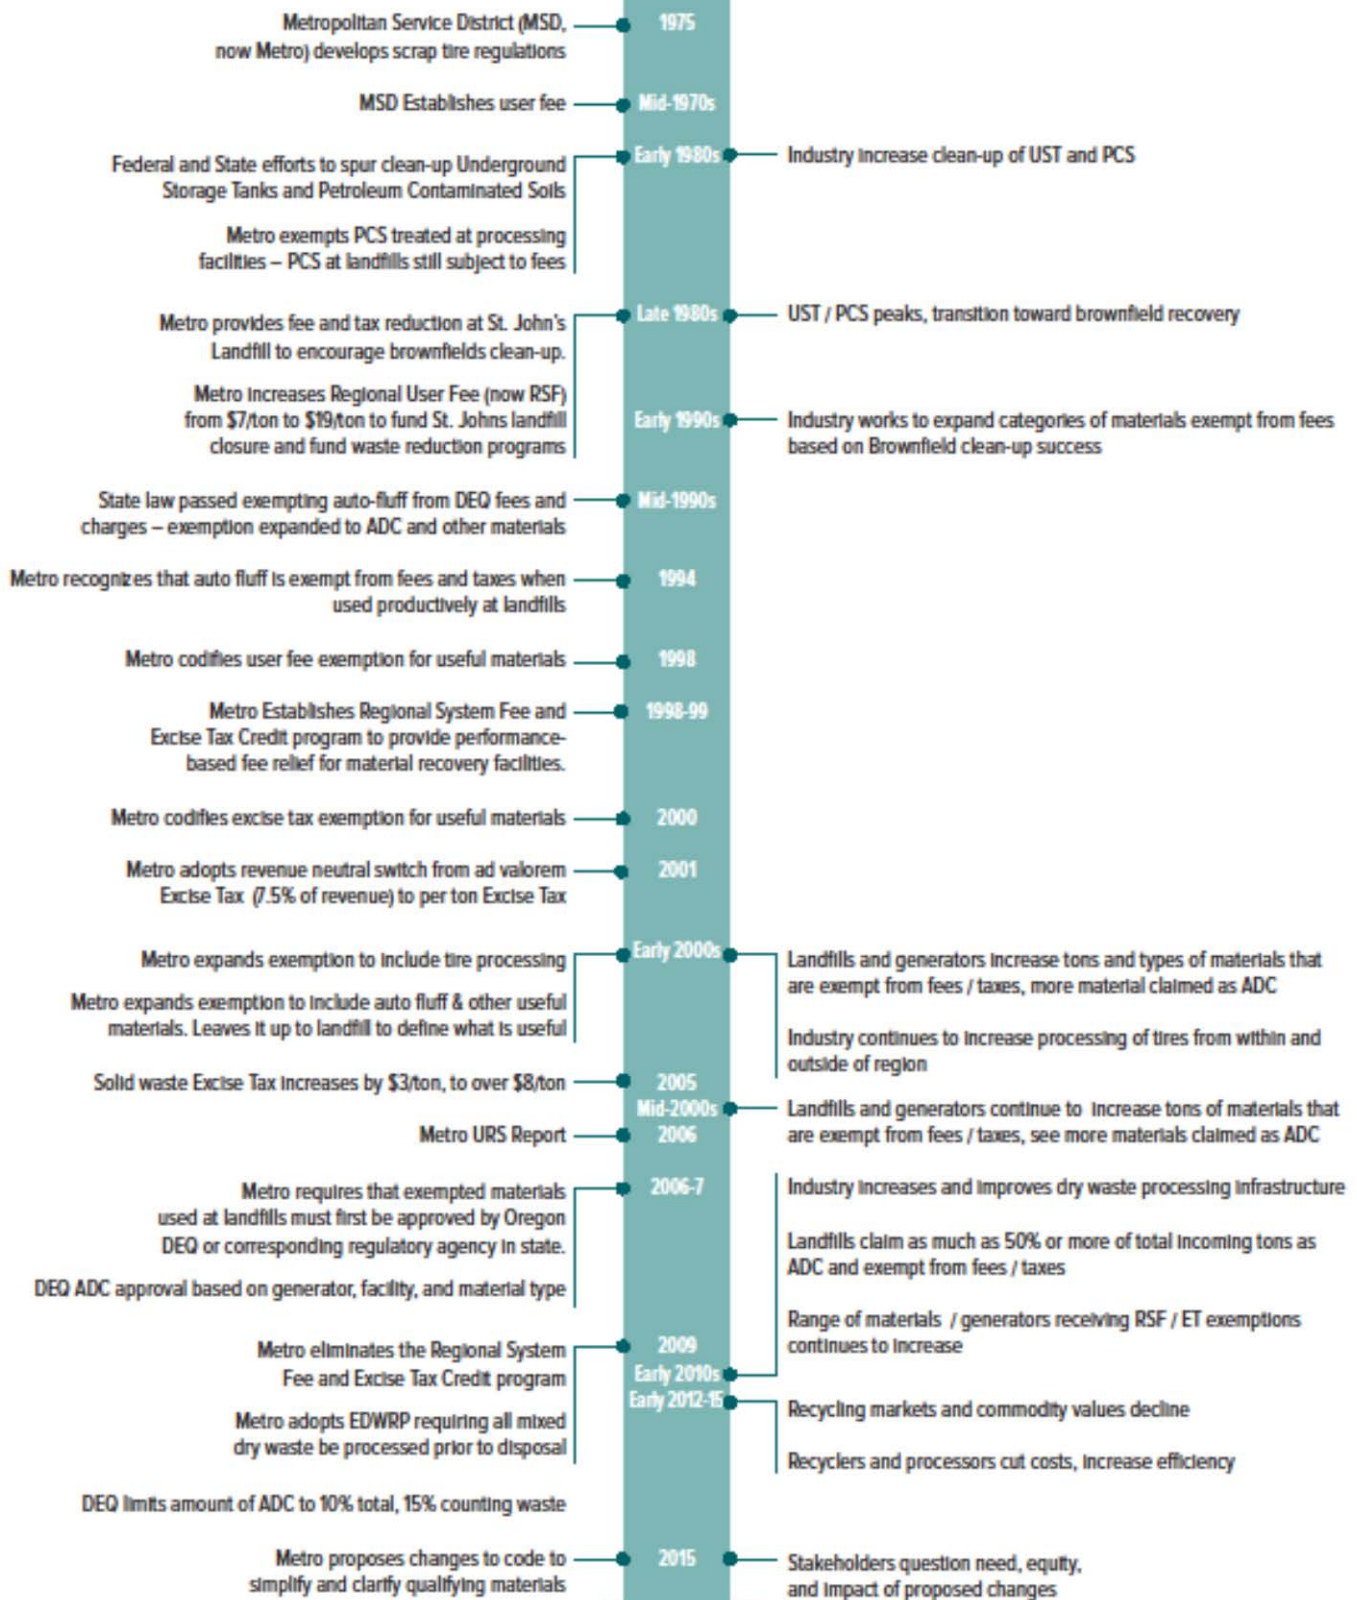 Metropolitan Service District (MSD,
now Metro) develops scrap tire regulations
1975
MSD Establishes user fee
Mid-1970s
Federal and State efforts to spur clean-up Underground
Storage Tanks and Petroleum Contaminated Soils
Metro exempts PCS treated at processing
facilities – PCS at landfills still subject to fees
Early 1980s
Industry increase clean-up of UST and PCS
Metro provides fee and tax reduction at St. John's
Landfill to encourage brownfields clean-up.
Metro increases Regional User Fee (now RSF)
from $7/ton to $19/ton to fund St. Johns landfill
closure and fund waste reduction programs
Late 1980s
UST / PCS peaks, transition toward brownfield recovery
Early 1990s
Industry works to expand categories of materials exempt from fees
based on Brownfield clean-up success
State law passed exempting auto-fluff from DEQ fees and
charges – exemption expanded to ADC and other materials
Mid-1990s
Metro recognizes that auto fluff is exempt from fees and taxes when
used productively at landfills
1994
Metro codifies user fee exemption for useful materials
1998
Metro Establishes Regional System Fee and
Excise Tax Credit program to provide performance-
based fee relief for material recovery facilities.
1998-99
Metro codifies excise tax exemption for useful materials
2000
Metro adopts revenue neutral switch from ad valorem
Excise Tax (7.5% of revenue) to per ton Excise Tax
2001
Metro expands exemption to include tire processing
Metro expands exemption to include auto fluff & other useful
materials. Leaves it up to landfill to define what is useful
Early 2000s
Landfills and generators increase tons and types of materials that
are exempt from fees / taxes, more material claimed as ADC
Industry continues to increase processing of tires from within and
outside of region
Solid waste Excise Tax increases by $3/ton, to over $8/ton
2005
Mid-2000s
Landfills and generators continue to increase tons of materials that
are exempt from fees / taxes, see more materials claimed as ADC
Metro URS Report
2006
Metro requires that exempted materials
used at landfills must first be approved by Oregon
DEQ or corresponding regulatory agency in state.
DEQ ADC approval based on generator, facility, and material type
2006-7
Industry increases and improves dry waste processing infrastructure
Landfills claim as much as 50% or more of total incoming tons as
ADC and exempt from fees / taxes
Range of materials / generators receiving RSF / ET exemptions
continues to increase
Metro eliminates the Regional System
Fee and Excise Tax Credit program
Metro adopts EDWRP requiring all mixed
dry waste be processed prior to disposal
2009
Early 2010s
Early 2012-15
Recycling markets and commodity values decline
Recyclers and processors cut costs, increase efficiency
DEQ limits amount of ADC to 10% total, 15% counting waste
Metro proposes changes to code to
simplify and clarify qualifying materials
2015
Stakeholders question need, equity,
and impact of proposed changes